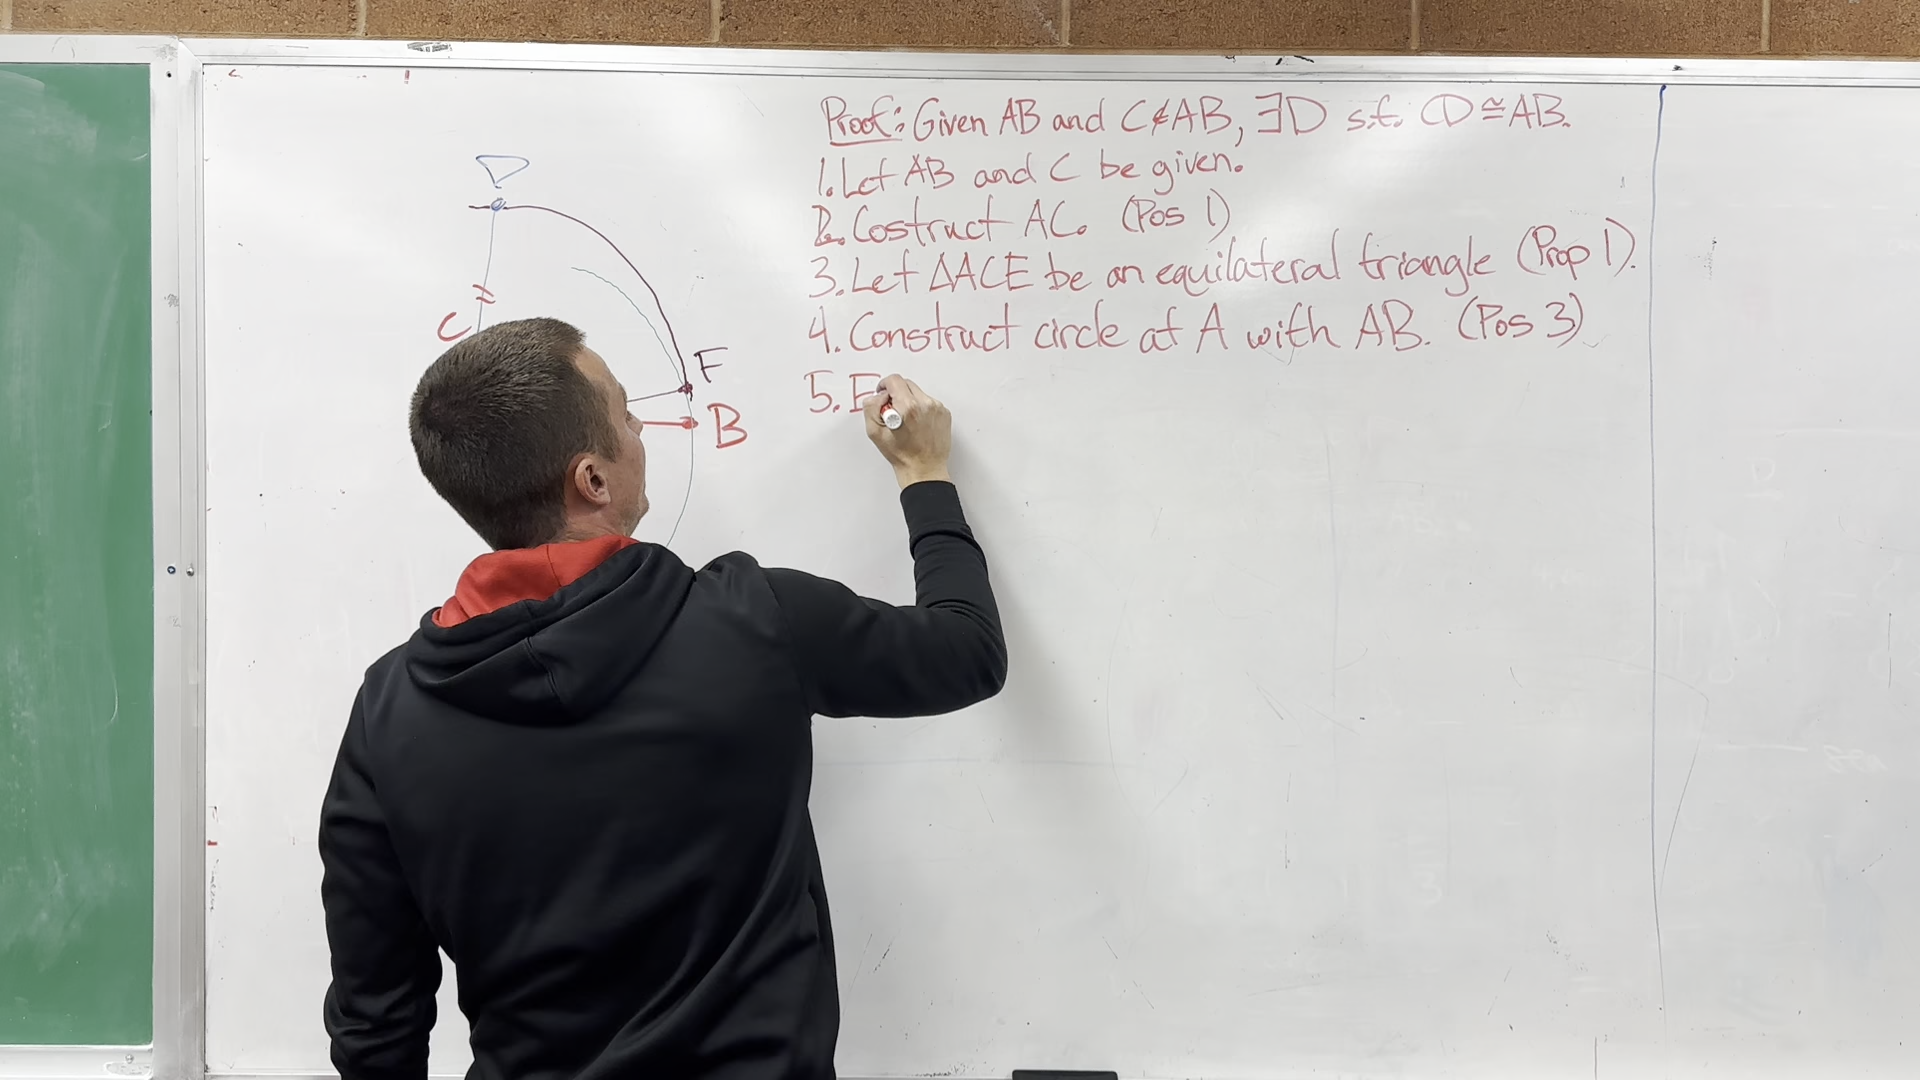 Proof: Given AB and C∉AB, ∃D s.t. CD≅AB.
1. Let AB and C be given.
2. Costruct AC. (Pos 1)
3. Let ΔACE be an equilateral triangle (Prop 1).
4. Construct circle at A with AB. (Pos 3)
5. E
D
C
F
B